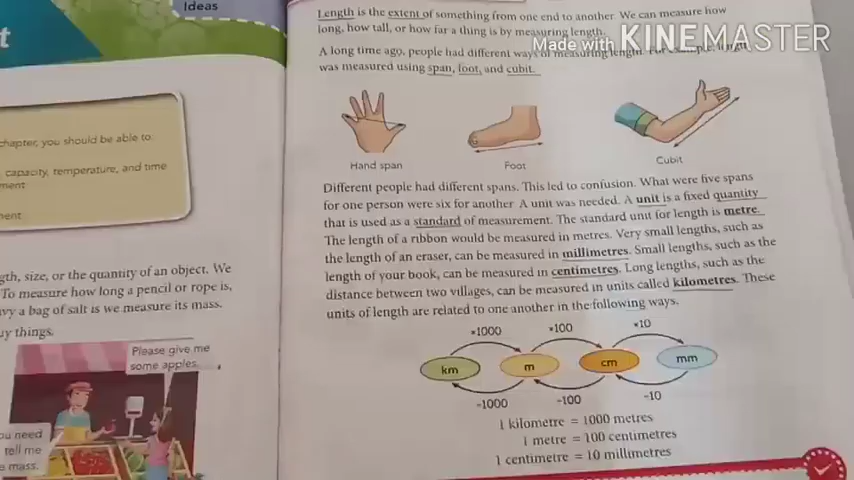 Ideas
t
chapter, you should be able to:
capacity, temperature, and time
ment
ment
gth, size, or the quantity of an object. We
To measure how long a pencil or rope is,
vy a bag of salt is we measure its mass.
uy things.
Please give me
some apples.
ou need
tell me
e mass.
Length is the extent of something from one end to another. We can measure how
long, how tall, or how far a thing is by measuring length.
Made with KINEMASTER
A long time ago, people had different ways of measuring length. For example, length
was measured using span, foot, and cubit.
Hand span
Foot
Cubit
Different people had different spans. This led to confusion. What were five spans
for one person were six for another. A unit was needed. A unit is a fixed quantity
that is used as a standard of measurement. The standard unit for length is metre.
The length of a ribbon would be measured in metres. Very small lengths, such as
the length of an eraser, can be measured in millimetres. Small lengths, such as the
length of your book, can be measured in centimetres. Long lengths, such as the
distance between two villages, can be measured in units called kilometres. These
units of length are related to one another in the following ways.
×1000 ×100 ×10
km m cm mm
÷1000 ÷100 ÷10
1 kilometre = 1000 metres
1 metre = 100 centimetres
1 centimetre = 10 millimetres